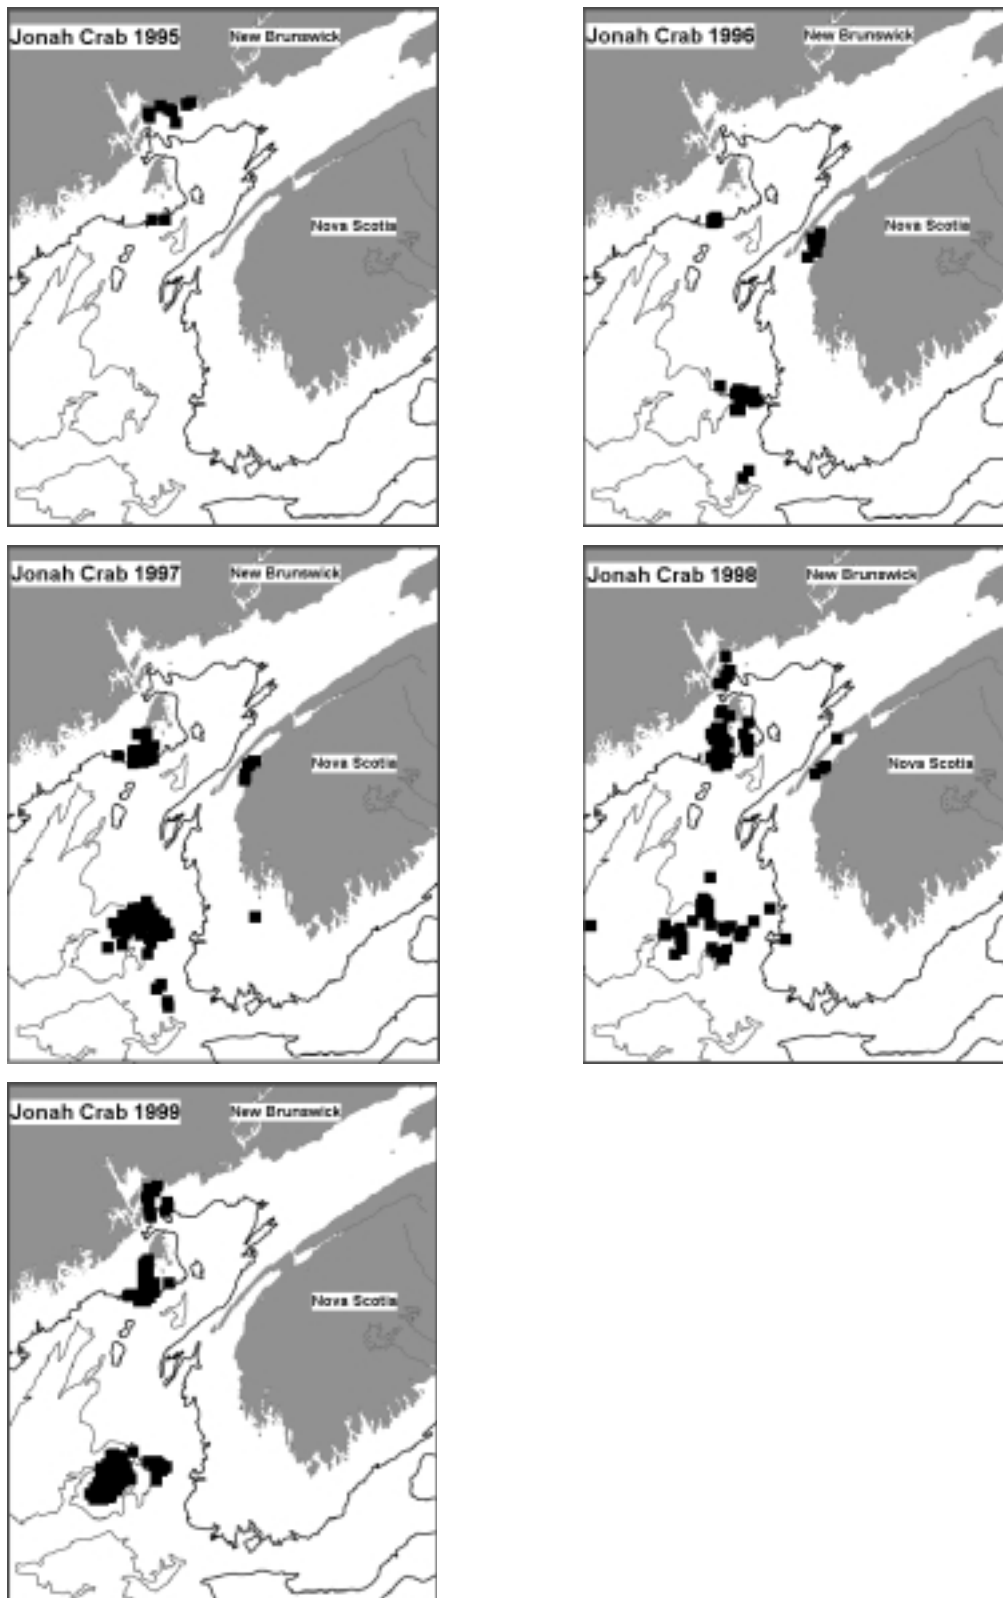 Jonah Crab 1995
New Brunswick
Nova Scotia
Jonah Crab 1996
New Brunswick
Nova Scotia
Jonah Crab 1997
New Brunswick
Nova Scotia
Jonah Crab 1998
New Brunswick
Nova Scotia
Jonah Crab 1999
New Brunswick
Nova Scotia